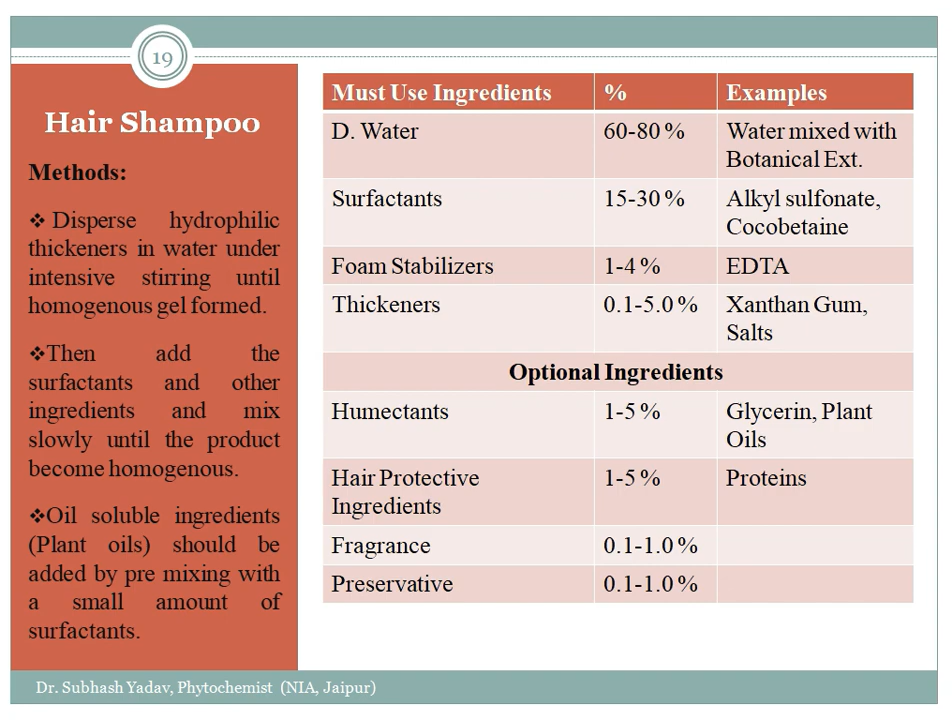 19
Hair Shampoo
Methods:
❖ Disperse hydrophilic
thickeners in water under
intensive stirring until
homogenous gel formed.
❖Then add the
surfactants and other
ingredients and mix
slowly until the product
become homogenous.
❖Oil soluble ingredients
(Plant oils) should be
added by pre mixing with
a small amount of
surfactants.
Must Use Ingredients % Examples
D. Water 60-80 % Water mixed with
Botanical Ext.
Surfactants 15-30 % Alkyl sulfonate,
Cocobetaine
Foam Stabilizers 1-4 % EDTA
Thickeners 0.1-5.0 % Xanthan Gum,
Salts
Optional Ingredients
Humectants 1-5 % Glycerin, Plant
Oils
Hair Protective 1-5 % Proteins
Ingredients
Fragrance 0.1-1.0 %
Preservative 0.1-1.0 %
Dr. Subhash Yadav, Phytochemist (NIA, Jaipur)